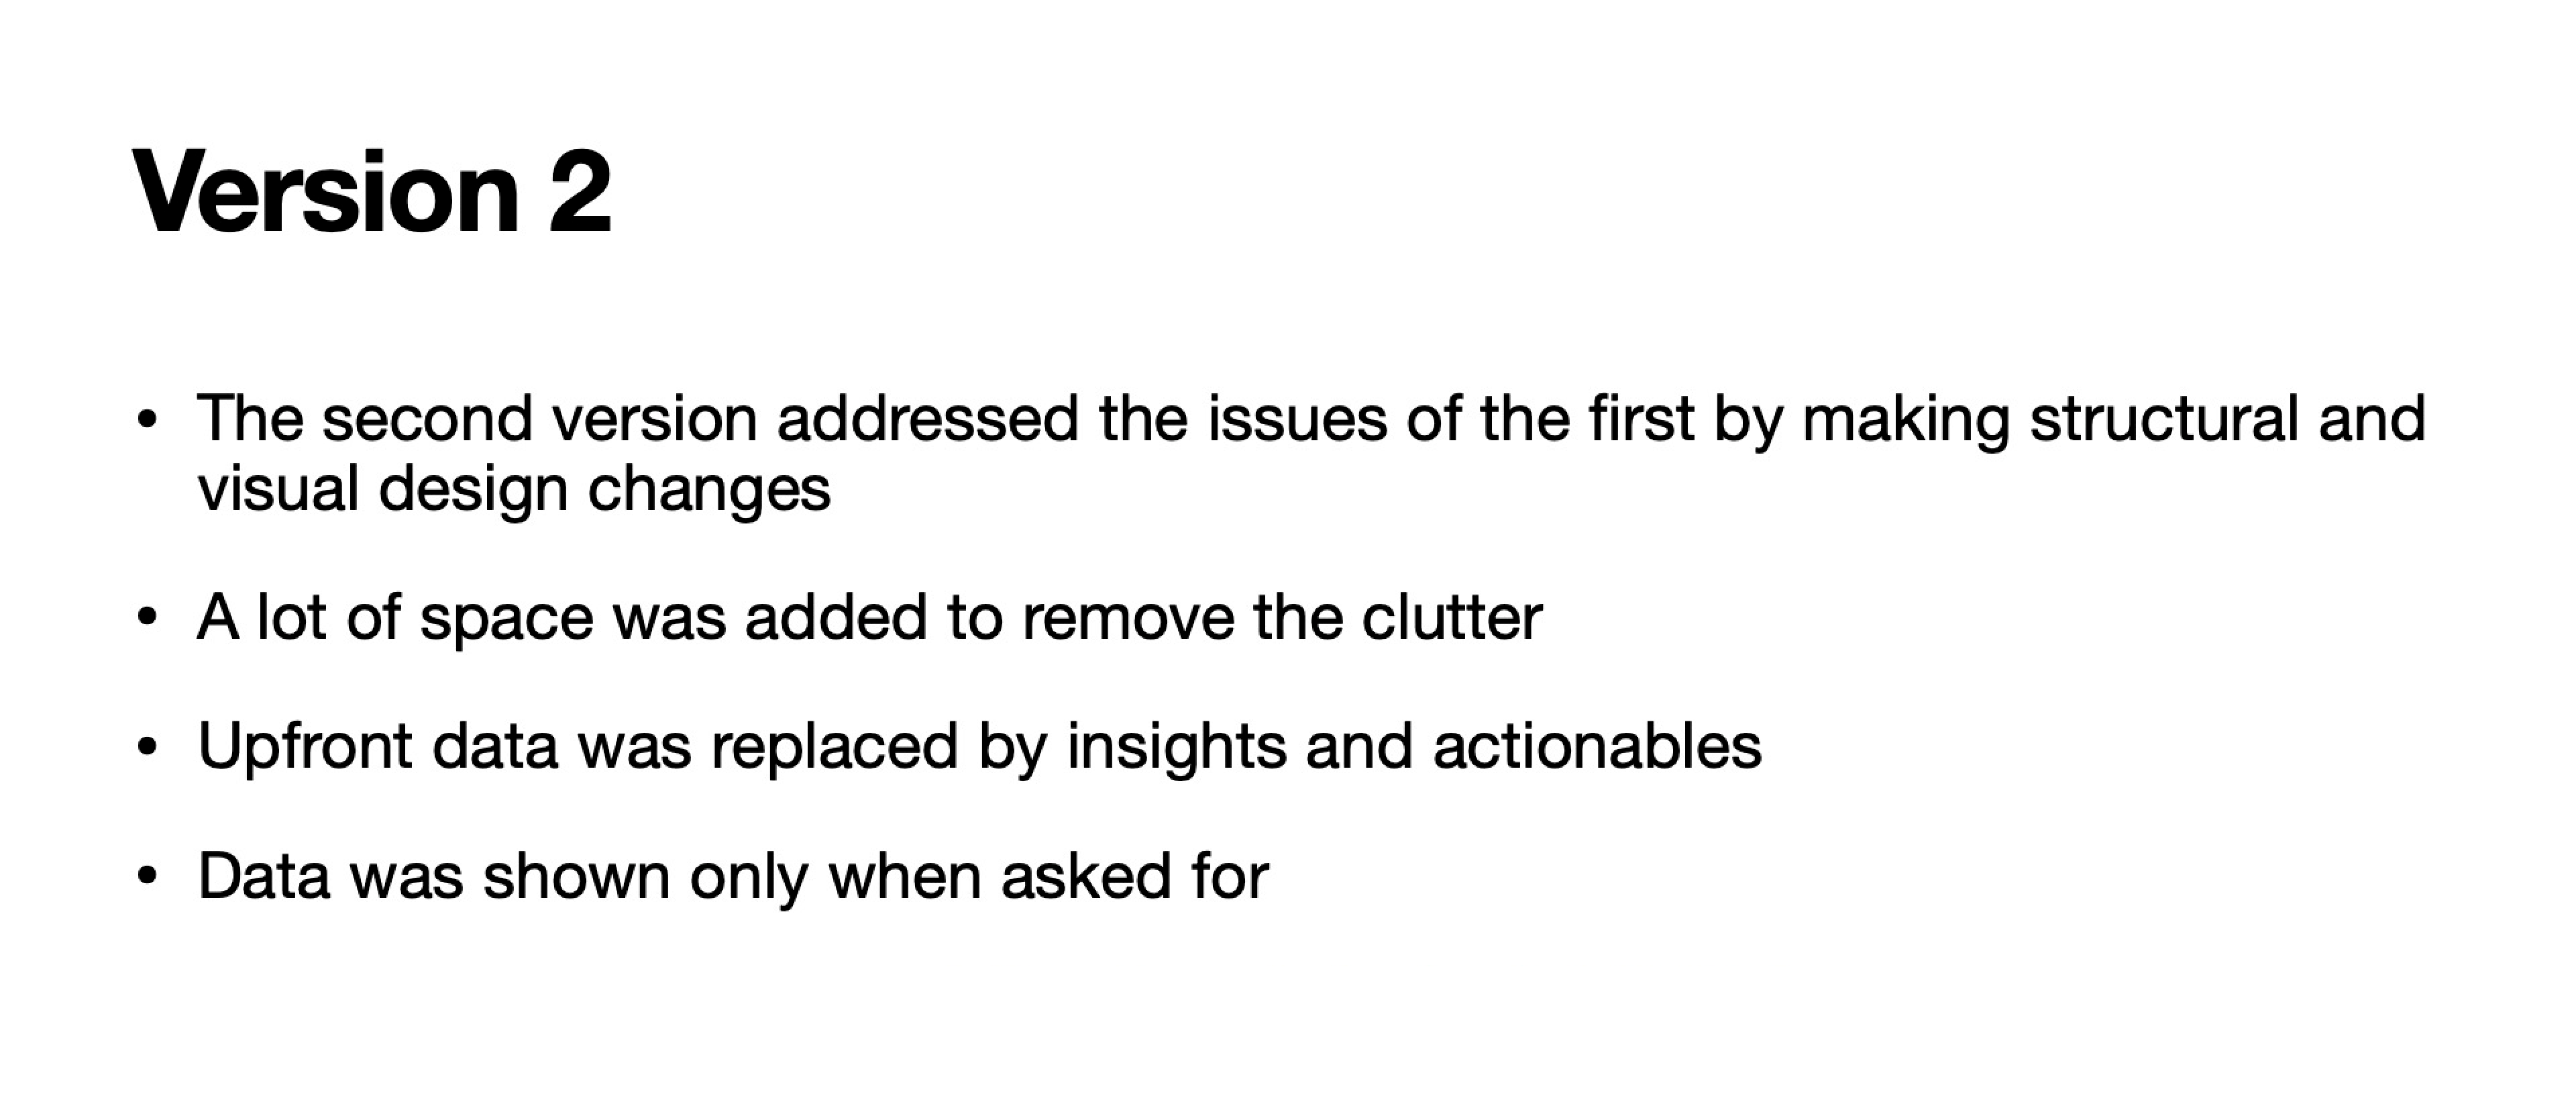 Version 2
• The second version addressed the issues of the first by making structural and
visual design changes
• A lot of space was added to remove the clutter
• Upfront data was replaced by insights and actionables
• Data was shown only when asked for